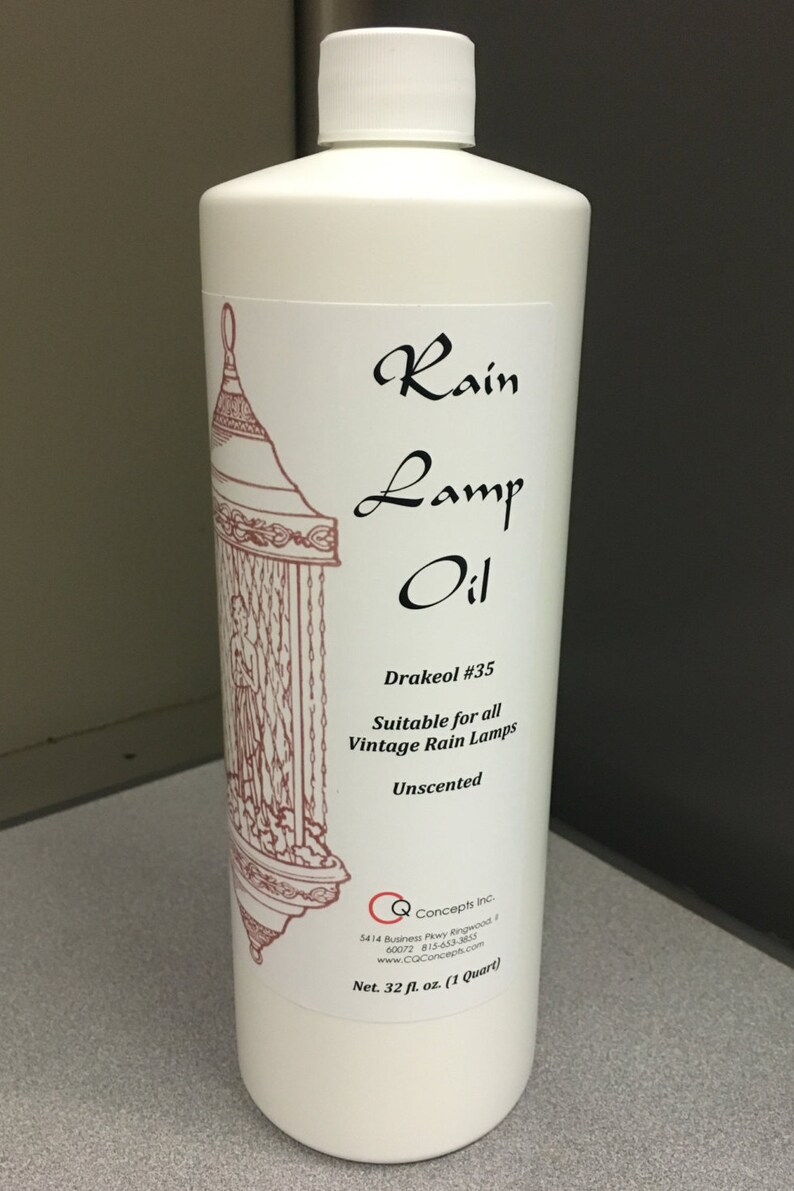 Rain
Lamp
Oil
Drakeol #35
Suitable for all
Vintage Rain Lamps
Unscented
CQ Concepts Inc.
5414 Business Pkwy Ringwood, Il
60072 815-653-3855
www.CQConcepts.com
Net. 32 fl. oz. (1 Quart)